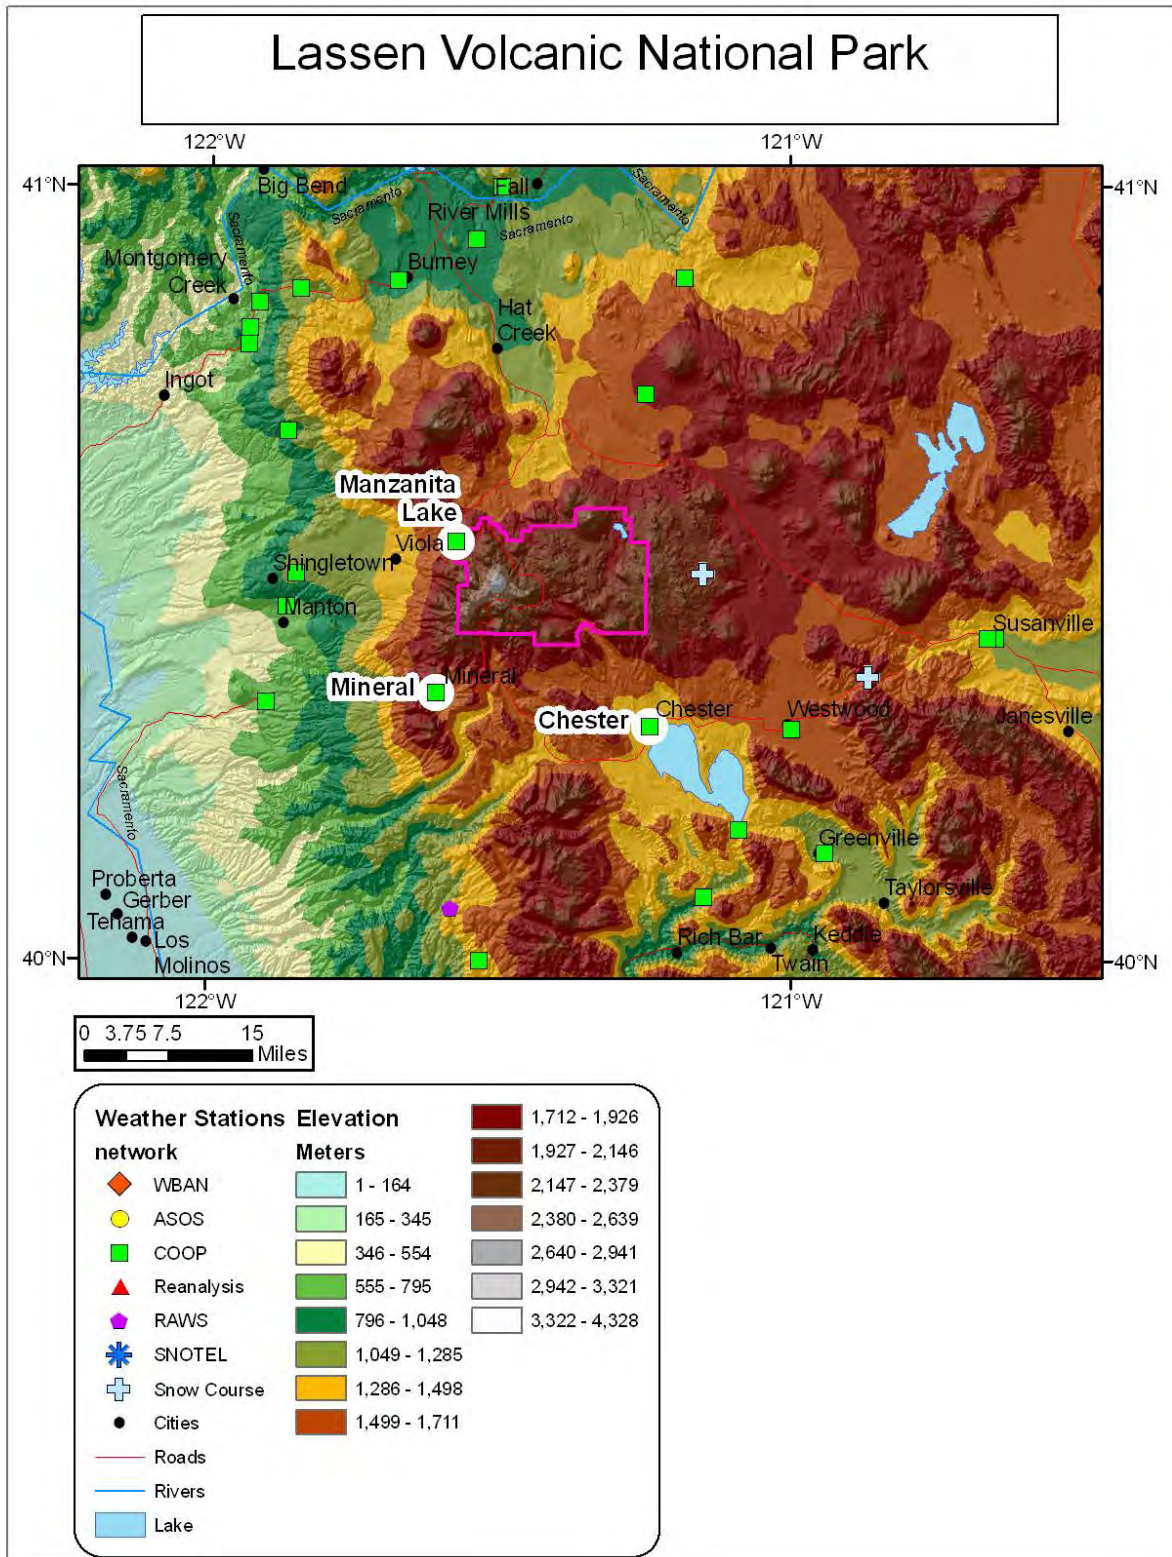 Lassen Volcanic National Park
122°W
121°W
41°N
41°N
Big Bend
Sacramento
Fall
River Mills
Sacramento
Sacramento
Sacramento
Montgomery
Creek
Burney
Hat
Creek
Ingot
Manzanita
Lake
Viola
Shingletown
Manton
Susanville
Mineral
Mineral
Chester
Chester
Westwood
Janesville
Sacramento
Greenville
Taylorsville
Proberta
Gerber
Tehama
Los
Molinos
Rich Bar
Keddie
Twain
40°N
40°N
122°W
121°W
0 3.75 7.5 15
Miles
Weather Stations
network
WBAN
ASOS
COOP
Reanalysis
RAWS
SNOTEL
Snow Course
Cities
Roads
Rivers
Lake
Elevation
Meters
1 - 164
165 - 345
346 - 554
555 - 795
796 - 1,048
1,049 - 1,285
1,286 - 1,498
1,499 - 1,711
1,712 - 1,926
1,927 - 2,146
2,147 - 2,379
2,380 - 2,639
2,640 - 2,941
2,942 - 3,321
3,322 - 4,328